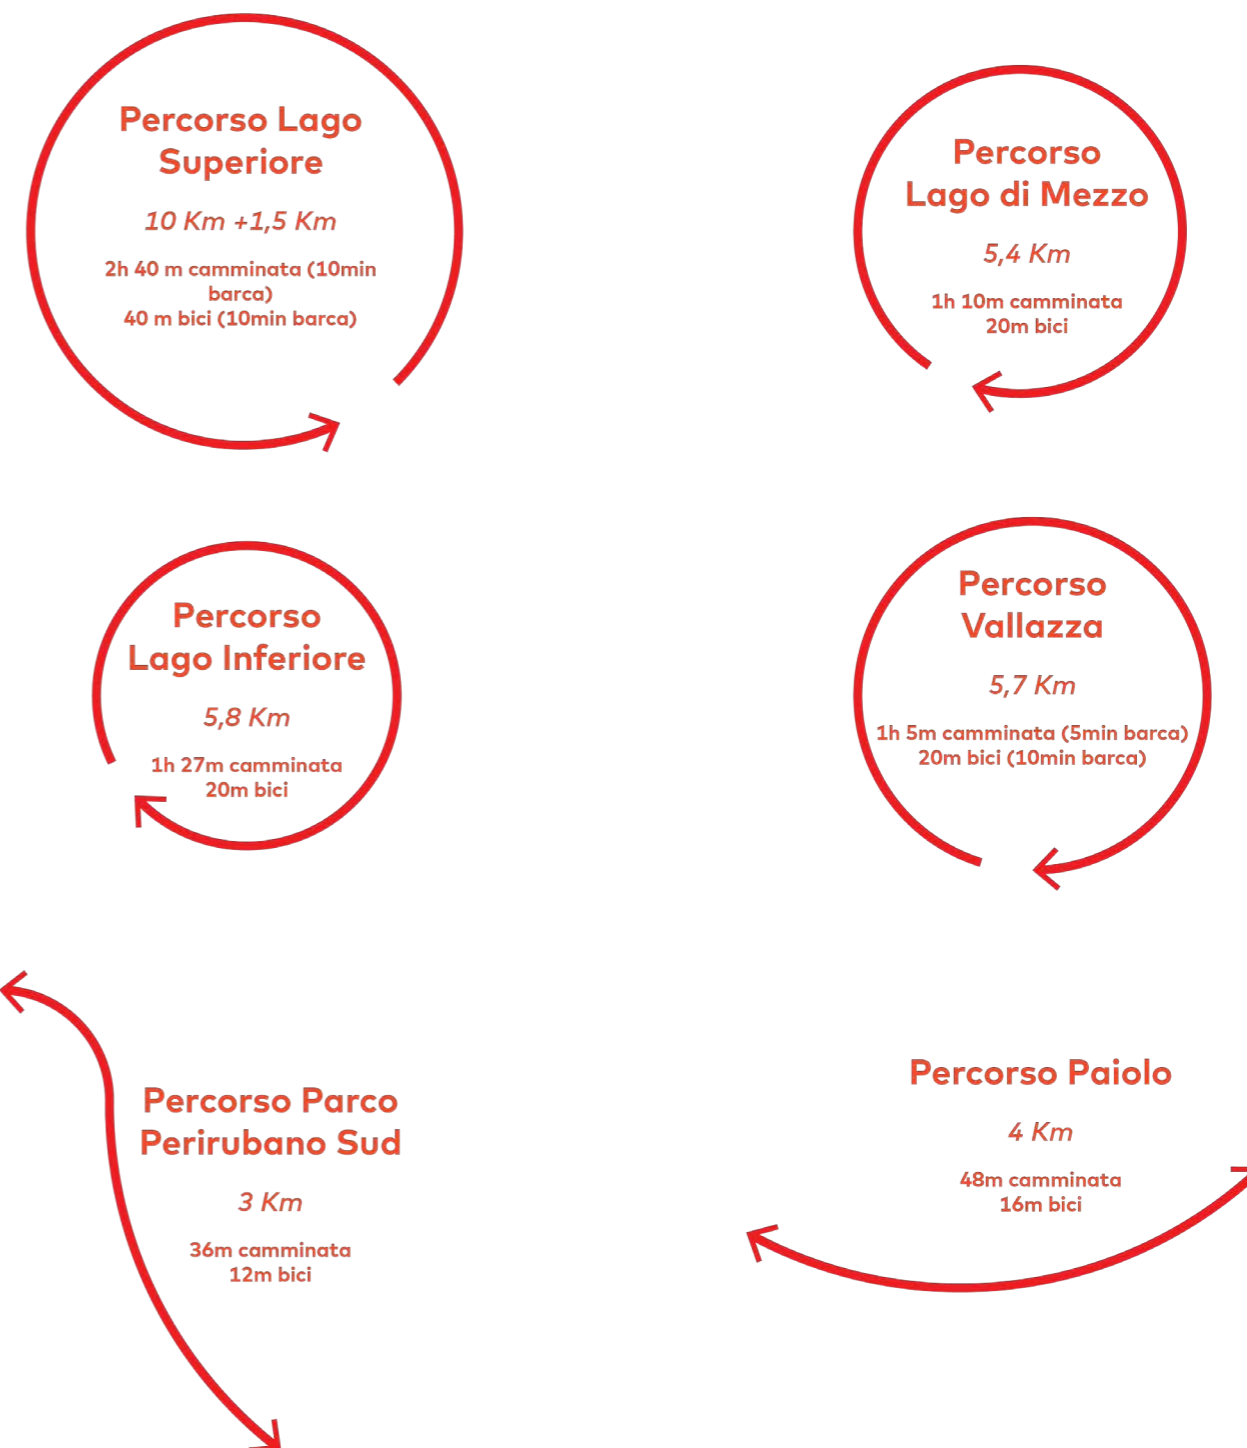 Percorso Lago
Superiore
10 Km +1,5 Km
2h 40 m camminata (10min
barca)
40 m bici (10min barca)
Percorso
Lago di Mezzo
5,4 Km
1h 10m camminata
20m bici
Percorso
Lago Inferiore
5,8 Km
1h 27m camminata
20m bici
Percorso
Vallazza
5,7 Km
1h 5m camminata (5min barca)
20m bici (10min barca)
Percorso Parco
Perirubano Sud
3 Km
36m camminata
12m bici
Percorso Paiolo
4 Km
48m camminata
16m bici